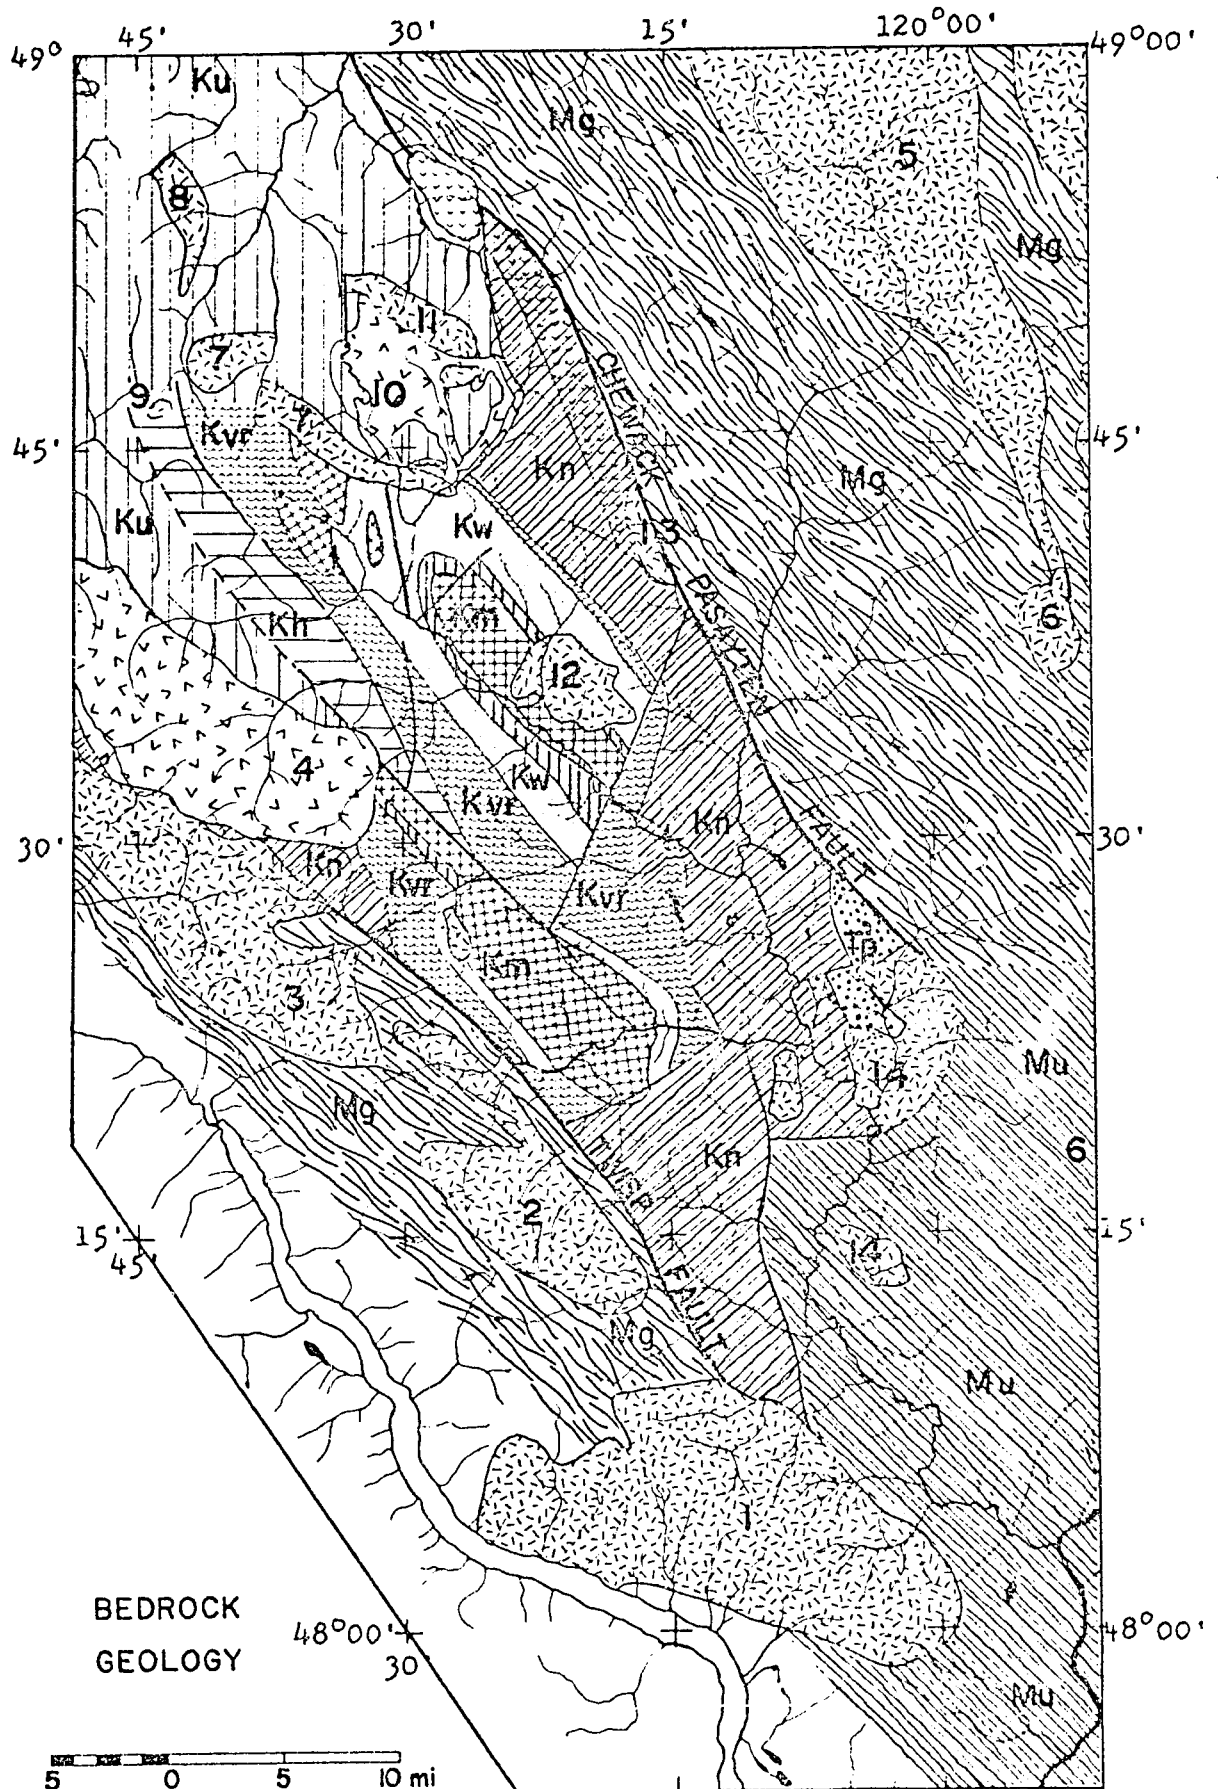 45' 30' 15' 120°00'
49° 49°00'
Ku
Mg
5
8
Mg
11
7
10
CHEWACK
9
Kvr
45' 45'
Kn
Mg
Ku
Kw
13
PASAYTEN
Kh
6
12
4
Kw
Kvr
Kn
FAULT
30' 30'
Kn
Kvr
Kvr
Km
3
Mu
14
Mg
Kn
6
TWISP
2
15' 15'
45'
14
FAULT
Mg
Mu
1
BEDROCK
GEOLOGY
48°00' 48°00'
30'
Mu
5 0 5 10 mi